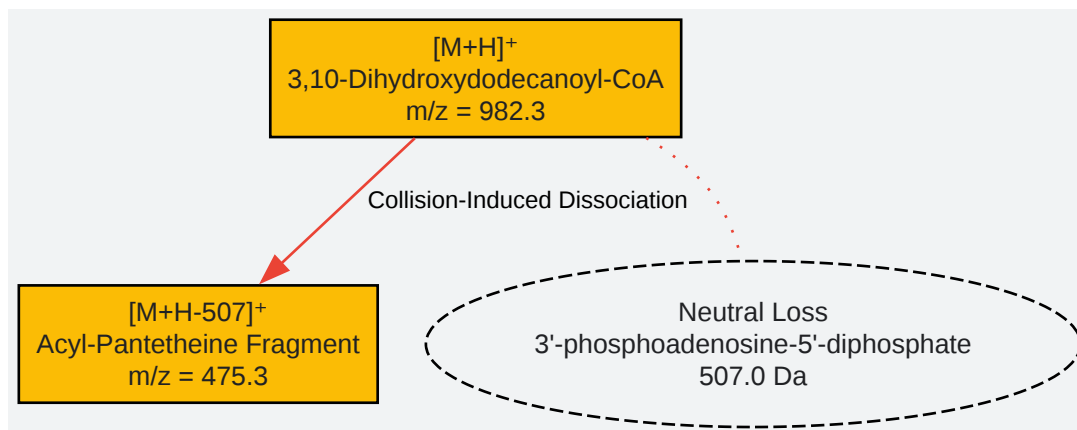 [M+H]⁺
3,10-Dihydroxydodecanoyl-CoA
m/z = 982.3
Collision-Induced Dissociation
[M+H-507]⁺
Acyl-Pantetheine Fragment
m/z = 475.3
Neutral Loss
3'-phosphoadenosine-5'-diphosphate
507.0 Da